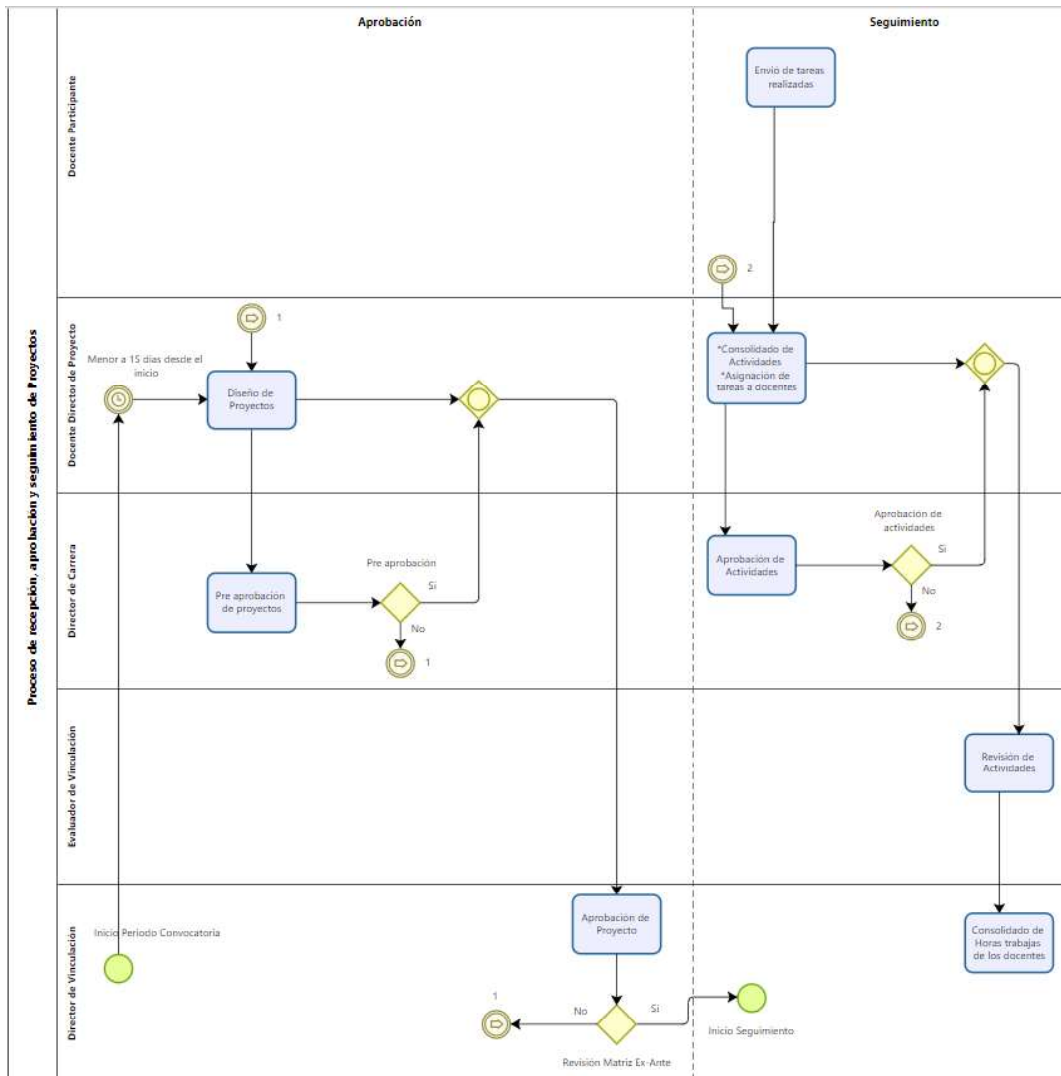 Aprobación
Seguimiento
Proceso de recepcion, aprobacion y seguimiento de Proyectos
Docente Participante
Envió de tareas
realizadas
2
Docente Director de Proyecto
1
Menor a 15 dias desde el
inicio
Diseño de
Proyectos
*Consolidado de
Actividades
*Asignación de
tareas a docentes
Director de Carrera
Pre aprobación
de proyectos
Pre aprobación
Si
No
1
Aprobación de
Actividades
Aprobación de
actividades
Si
No
2
Evaluador de Vinculación
Revisión de
Actividades
Director de Vinculación
Inicio Periodo Convocatoria
Aprobación de
Proyecto
Consolidado de
Horas trabajas
de los docentes
1
No
Si
Revisión Matriz Ex-Ante
Inicio Seguimiento